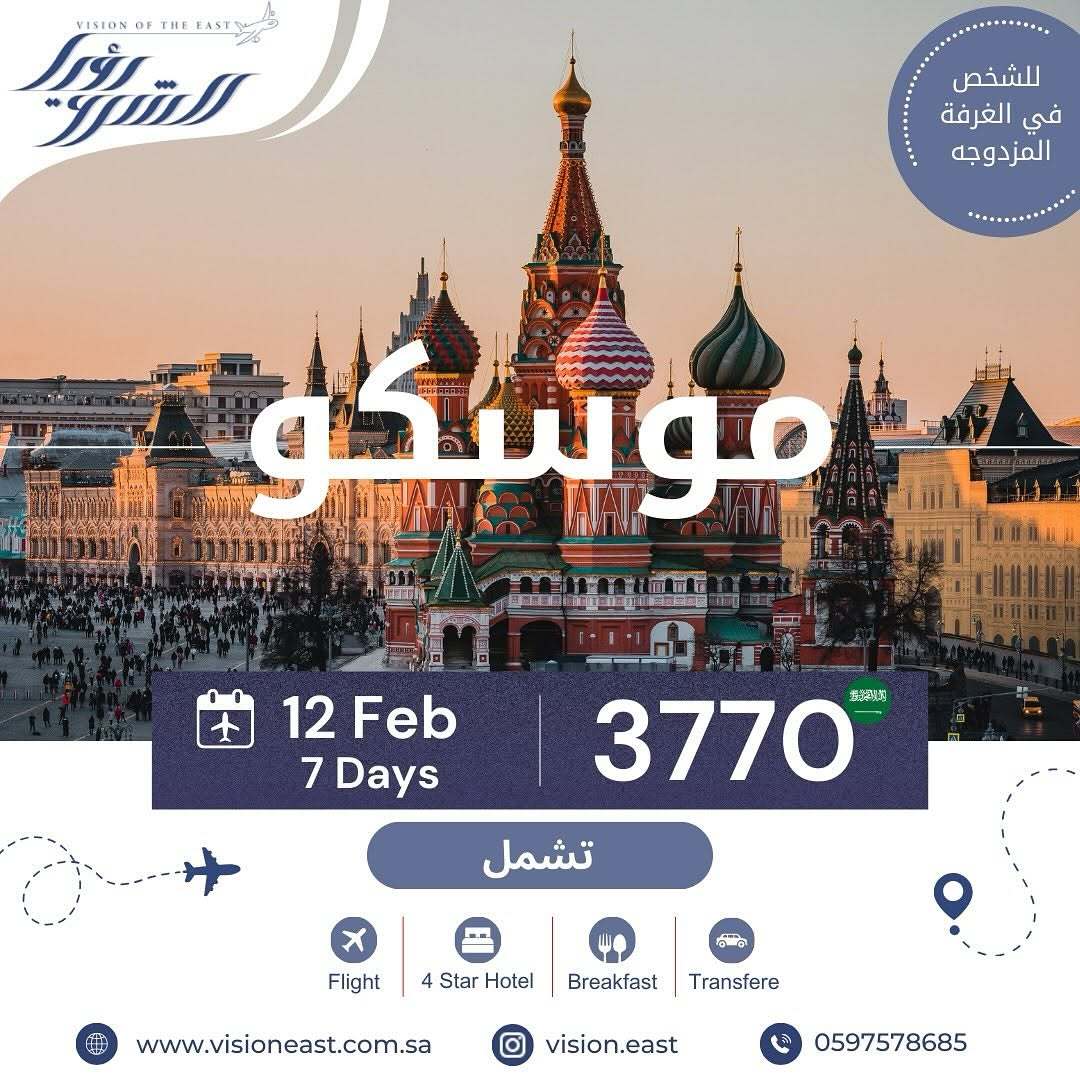 VISION OF THE EAST
رؤيا
الشرق
للشخص
في الغرفة
المزدوجه
موسكو
12 Feb
7 Days
3770
تشمل
Flight
4 Star Hotel
Breakfast
Transfere
www.visioneast.com.sa
vision.east
0597578685